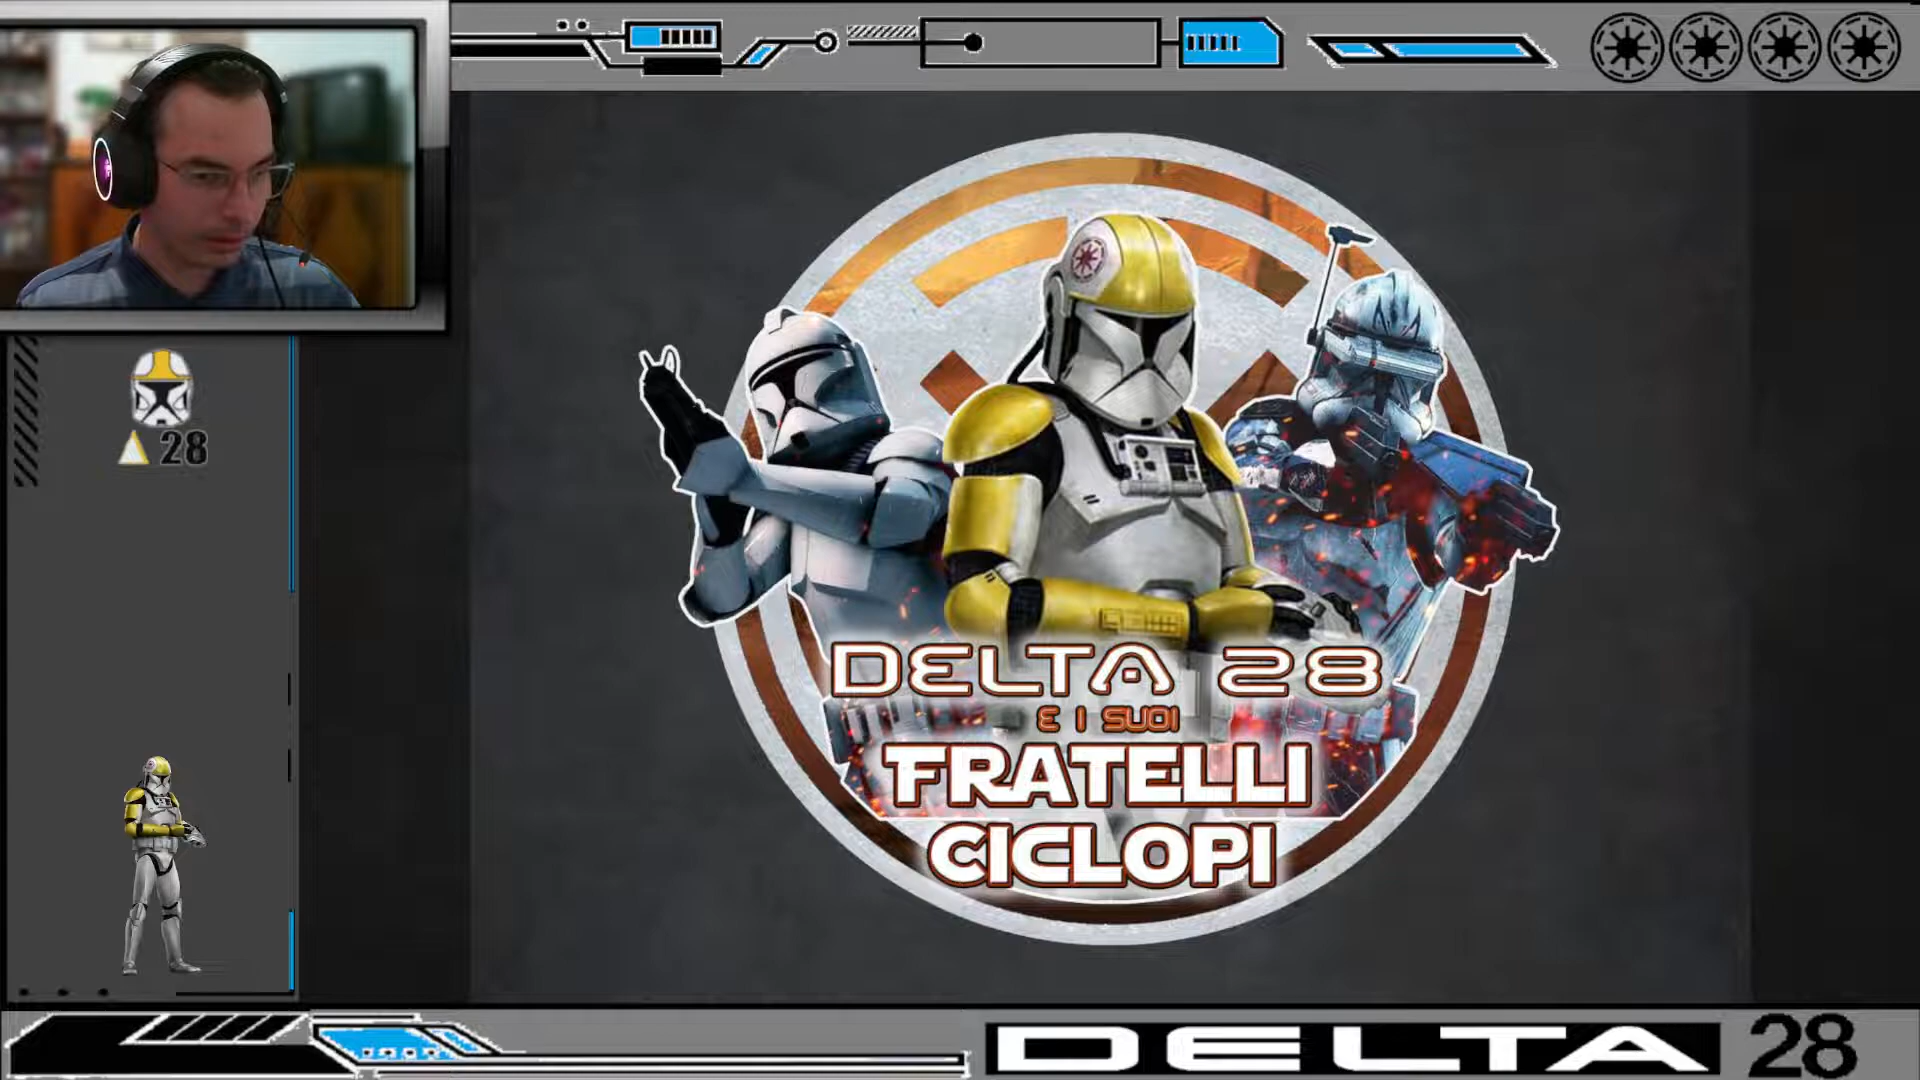 28
DELTA 28
E I SUOI
FRATELLI
CICLOPI
DELTA 28